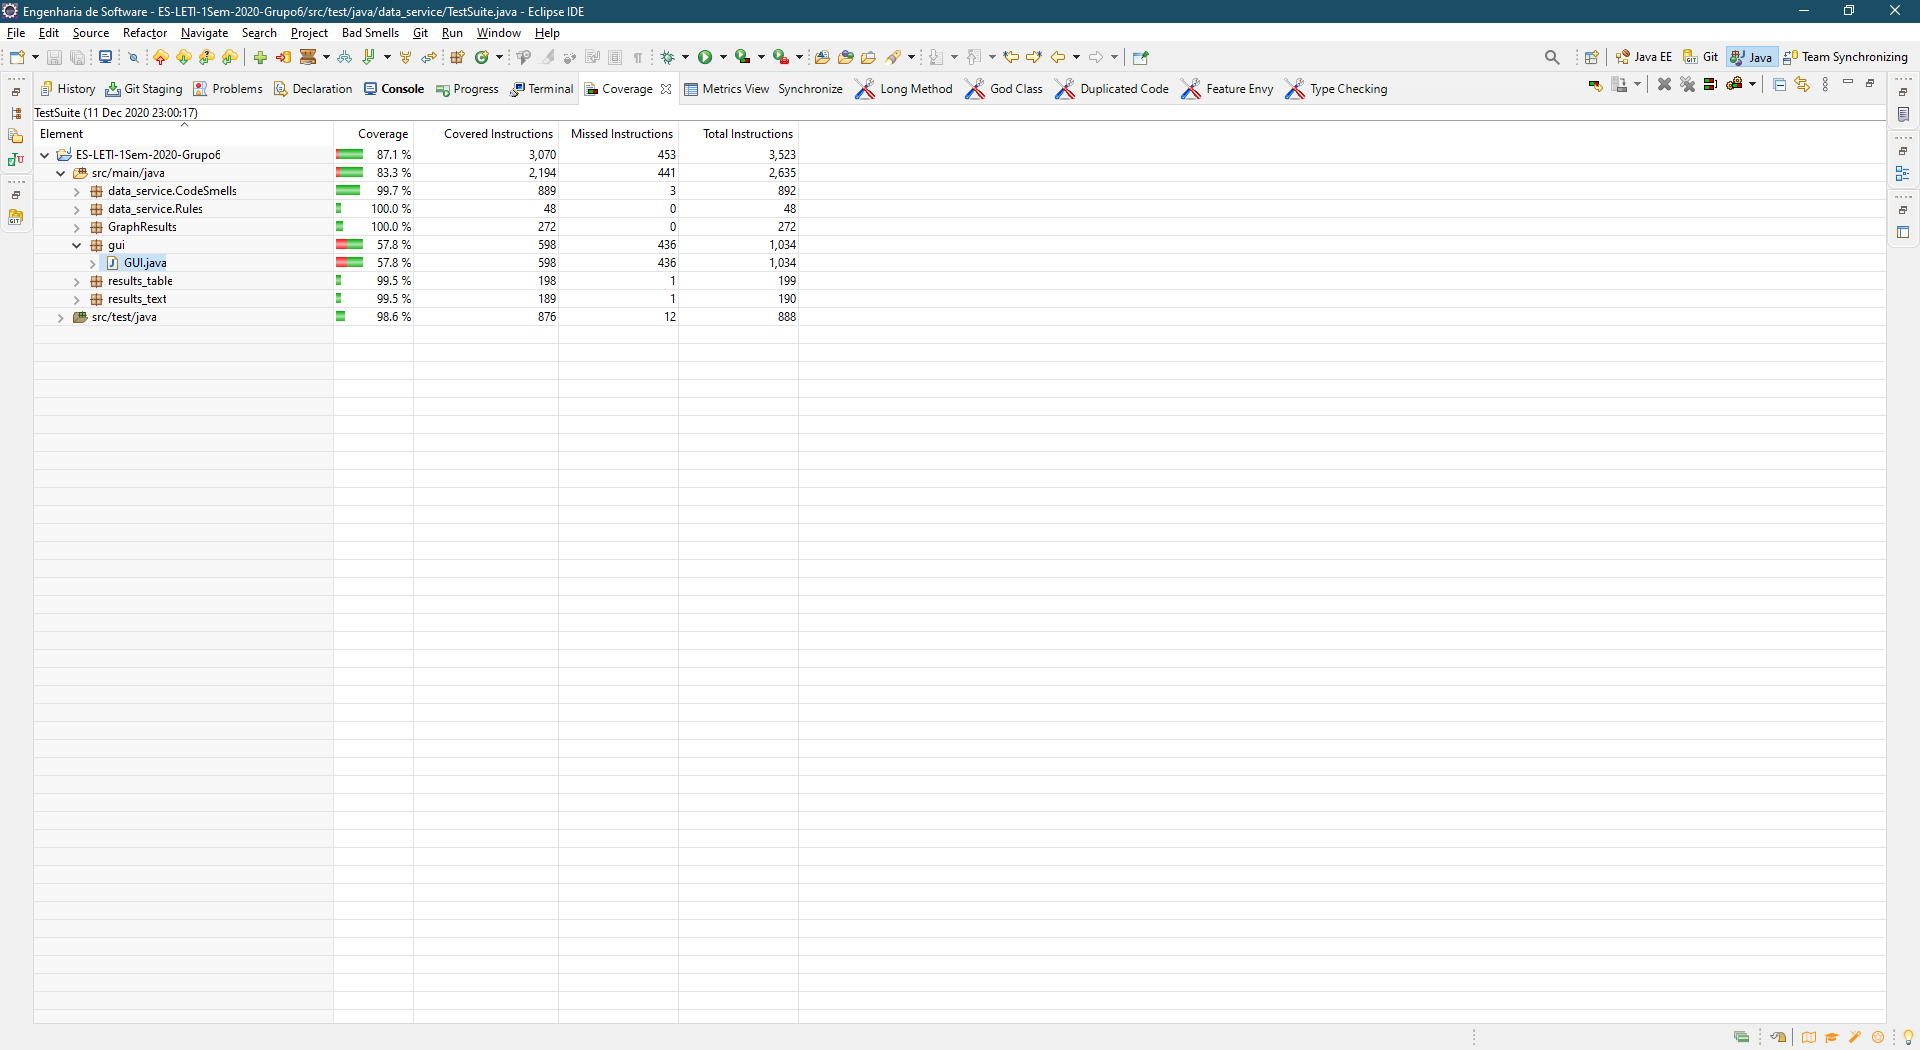 Engenharia de Software - ES-LETI-1Sem-2020-Grupo6/src/test/java/data_service/TestSuite.java - Eclipse IDE
File Edit Source Refactor Navigate Search Project Bad Smells Git Run Window Help
Java EE Git Java Team Synchronizing
History Git Staging Problems Declaration Console Progress Terminal Coverage Metrics View Synchronize Long Method God Class Duplicated Code Feature Envy Type Checking
TestSuite (11 Dec 2020 23:00:17)
Element Coverage Covered Instructions Missed Instructions Total Instructions
ES-LETI-1Sem-2020-Grupo6 87.1 % 3,070 453 3,523
src/main/java 83.3 % 2,194 441 2,635
data_service.CodeSmells 99.7 % 889 3 892
data_service.Rules 100.0 % 48 0 48
GraphResults 100.0 % 272 0 272
gui 57.8 % 598 436 1,034
GUI.java 57.8 % 598 436 1,034
results_table 99.5 % 198 1 199
results_text 99.5 % 189 1 190
src/test/java 98.6 % 876 12 888